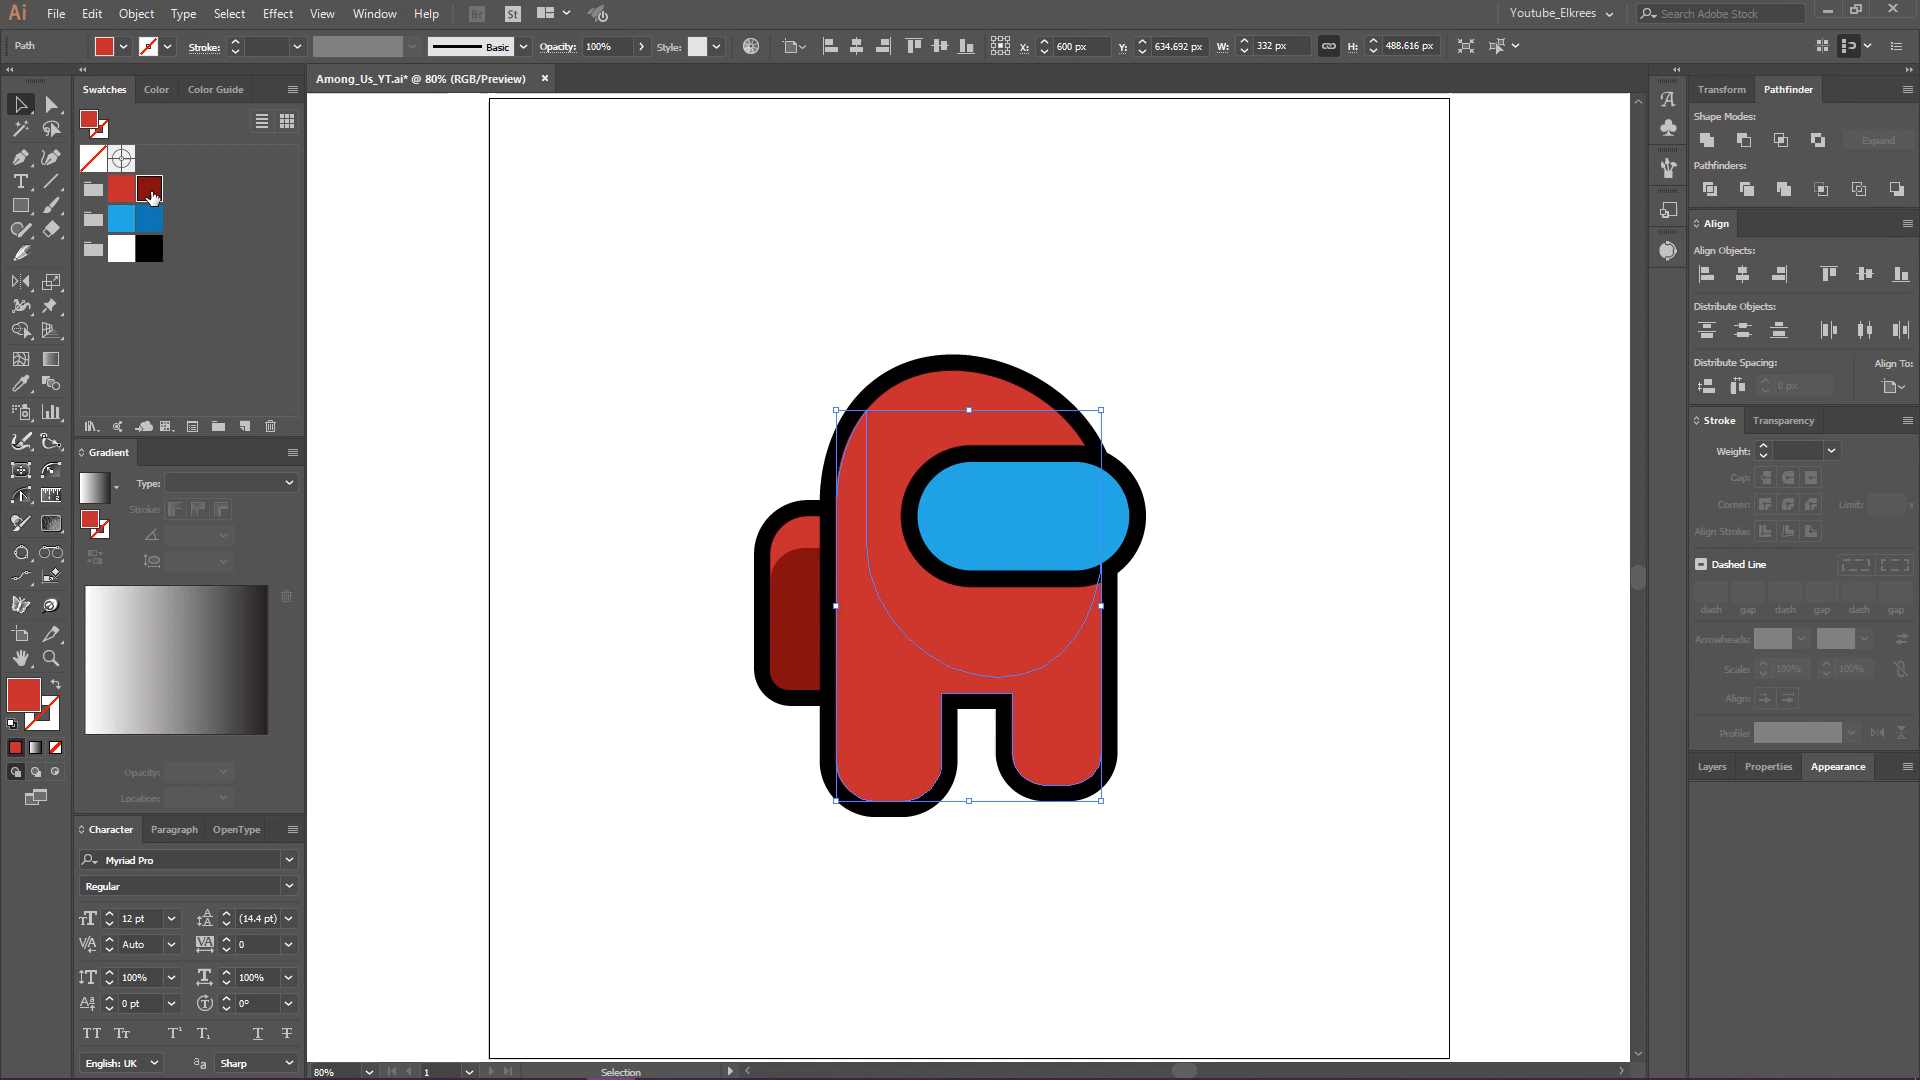 Ai File Edit Object Type Select Effect View Window Help Br St Youtube_Elkrees Search Adobe Stock
Path Stroke: Basic Opacity: 100% Style: X: 600 px Y: 634.692 px W: 332 px H: 488.616 px
Among_Us_YT.ai* @ 80% (RGB/Preview) ×
Swatches Color Color Guide
Gradient
Type:
Stroke:
Opacity:
Location:
Character Paragraph OpenType
Myriad Pro
Regular
12 pt (14.4 pt)
Auto 0
100% 100%
0 pt 0°
English: UK Sharp
80% 1 Selection
Transform Pathfinder
Shape Modes:
Expand
Pathfinders:
Align
Align Objects:
Distribute Objects:
Distribute Spacing: Align To:
0 px
Stroke Transparency
Weight:
Cap:
Corner: Limit: x
Align Stroke:
Dashed Line
dash gap dash gap dash gap
Arrowheads:
Scale: 100% 100%
Align:
Profile:
Layers Properties Appearance